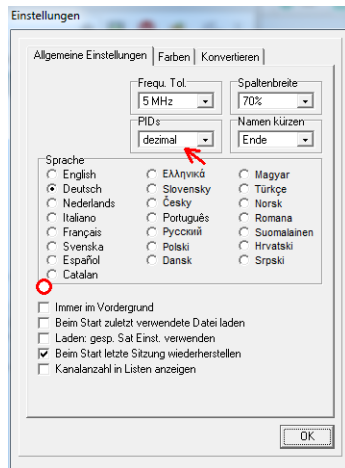 Einstellungen
Allgemeine Einstellungen Farben Konvertieren
Frequ. Tol. Spaltenbreite
5 MHz 70%
PIDs Namen kürzen
dezimal Ende
Sprache
English Ελληνικά Magyar
Deutsch Slovensky Türkçe
Nederlands Česky Norsk
Italiano Português Romana
Français Русский Suomalainen
Svenska Polski Hrvatski
Español Dansk Srpski
Catalan
Immer im Vordergrund
Beim Start zuletzt verwendete Datei laden
Laden: gesp. Sat Einst. verwenden
Beim Start letzte Sitzung wiederherstellen
Kanalanzahl in Listen anzeigen
OK